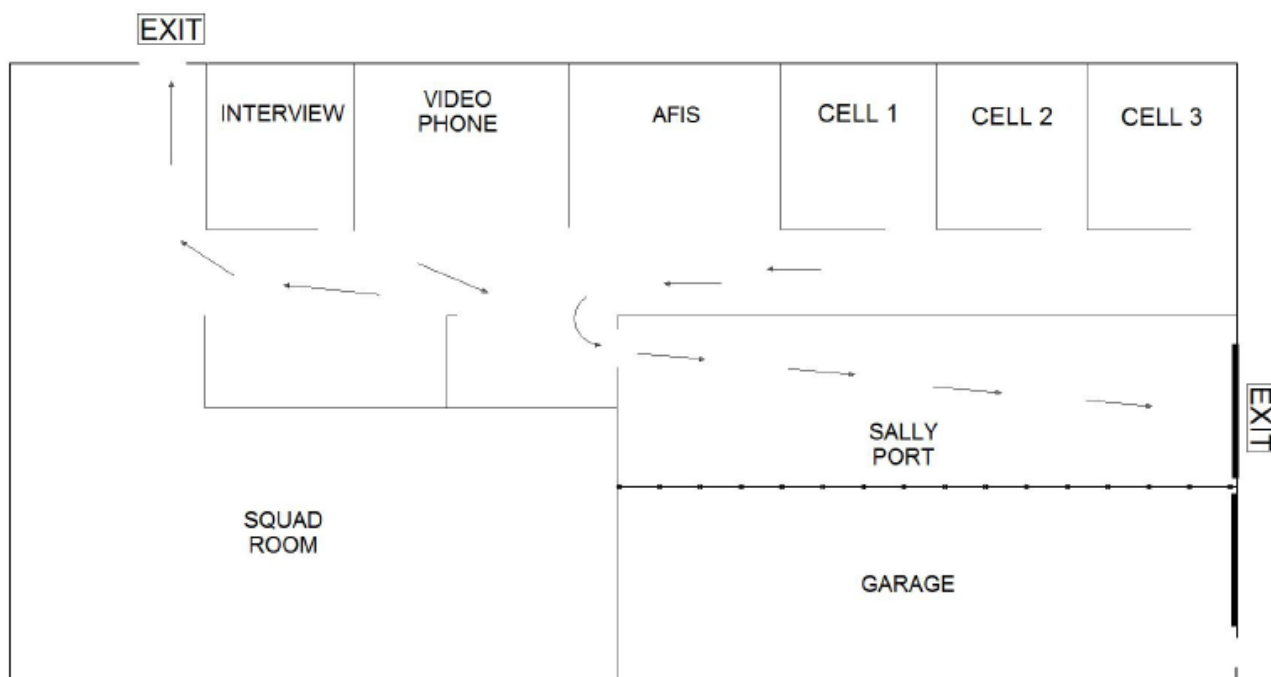 EXIT
INTERVIEW
VIDEO
PHONE
AFIS
CELL 1
CELL 2
CELL 3
EXIT
SALLY
PORT
SQUAD
ROOM
GARAGE